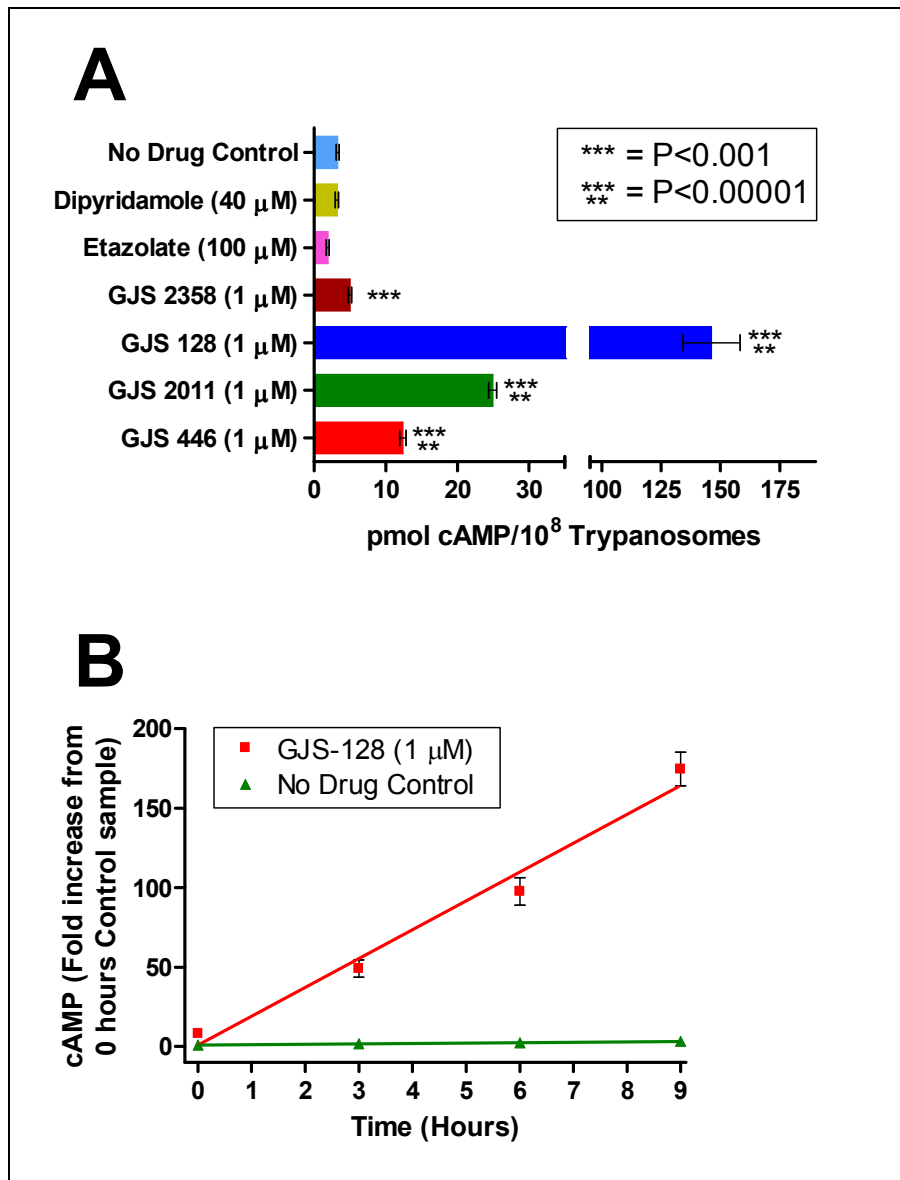 A
No Drug Control
Dipyridamole (40 μM)
Etazolate (100 μM)
GJS 2358 (1 μM)
GJS 128 (1 μM)
GJS 2011 (1 μM)
GJS 446 (1 μM)
*** = P<0.001
***
** = P<0.00001
***
***
**
***
**
***
**
0 10 20 30 100 125 150 175
pmol cAMP/10⁸ Trypanosomes
B
cAMP (Fold increase from
0 hours Control sample)
200
150
100
50
0
GJS-128 (1 μM)
No Drug Control
0 1 2 3 4 5 6 7 8 9
Time (Hours)